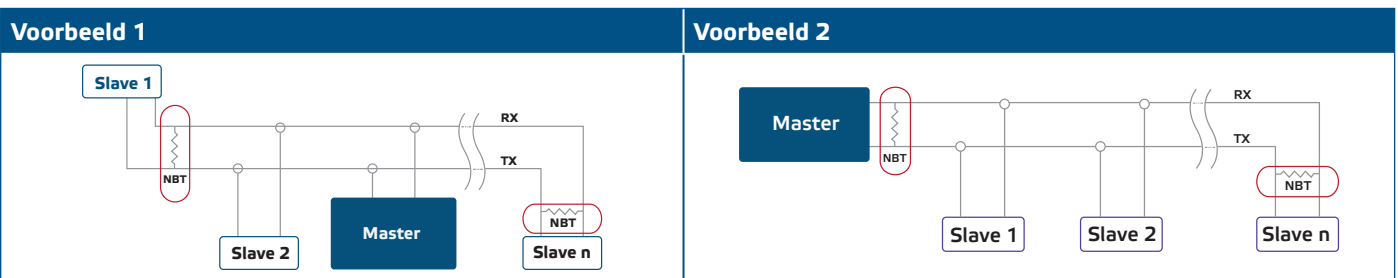 Voorbeeld 1
Slave 1
RX
TX
NBT
Master
NBT
Slave 2
Slave n
Voorbeeld 2
RX
Master
TX
NBT
NBT
Slave 1
Slave 2
Slave n